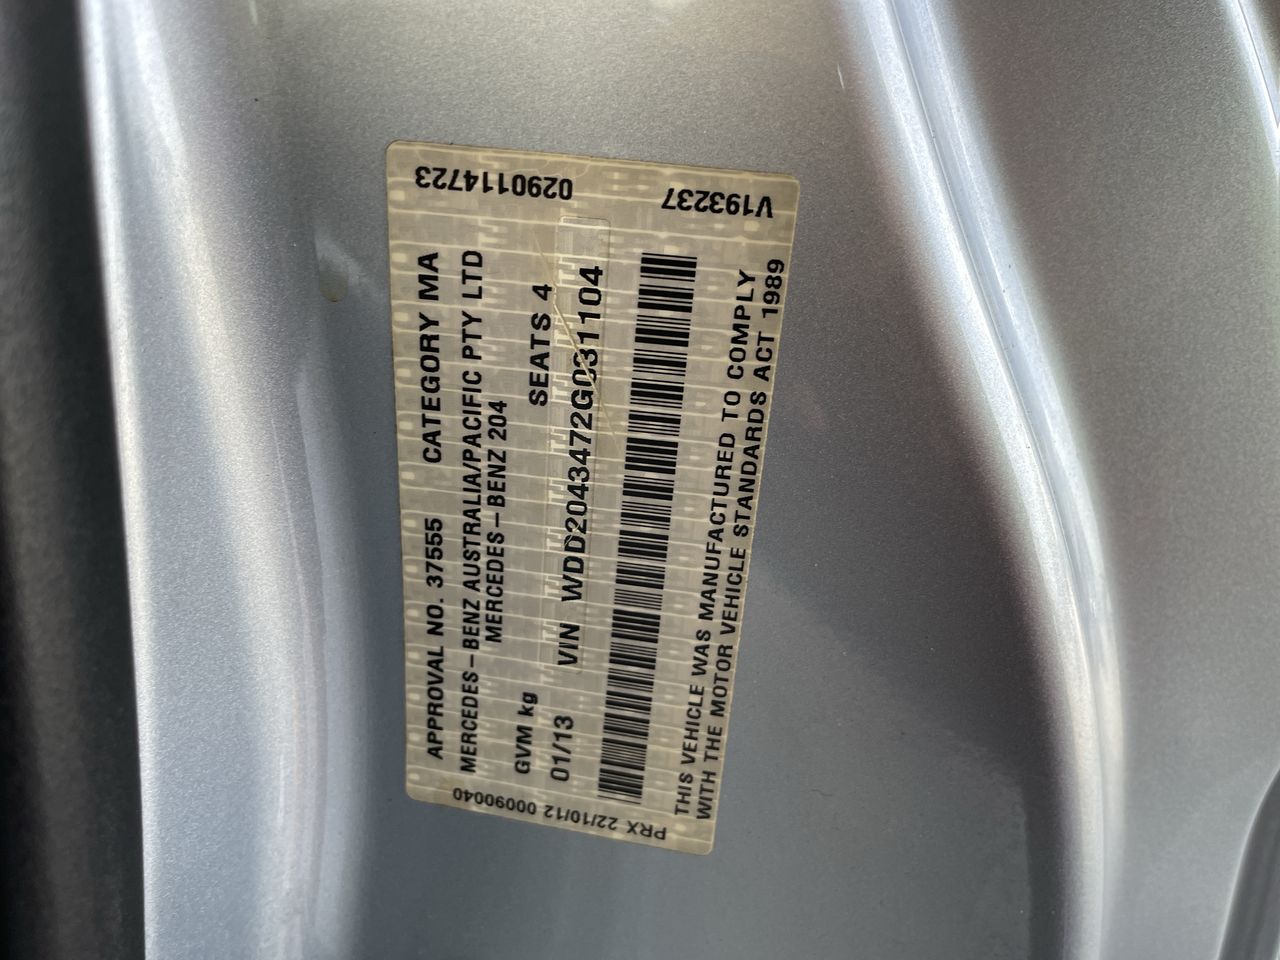 APPROVAL NO. 37555 CATEGORY MA
MERCEDES-BENZ AUSTRALIA/PACIFIC PTY LTD
MERCEDES-BENZ 204
GVM kg SEATS 4
01/13 VIN WDD2043472G031104
THIS VEHICLE WAS MANUFACTURED TO COMPLY
WITH THE MOTOR VEHICLE STANDARDS ACT 1989
V193237 0290114723
PRX 22/10/12 00090040